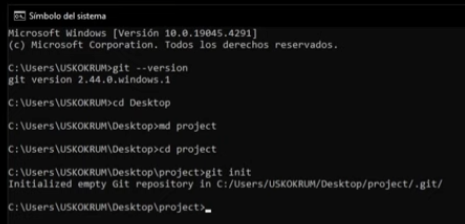 Símbolo del sistema
Microsoft Windows [Versión 10.0.19045.4291]
(c) Microsoft Corporation. Todos los derechos reservados.
C:\Users\USKOKRUM>git --version
git version 2.44.0.windows.1
C:\Users\USKOKRUM>cd Desktop
C:\Users\USKOKRUM\Desktop>md project
C:\Users\USKOKRUM\Desktop>cd project
C:\Users\USKOKRUM\Desktop\project>git init
Initialized empty Git repository in C:/Users/USKOKRUM/Desktop/project/.git/
C:\Users\USKOKRUM\Desktop\project>